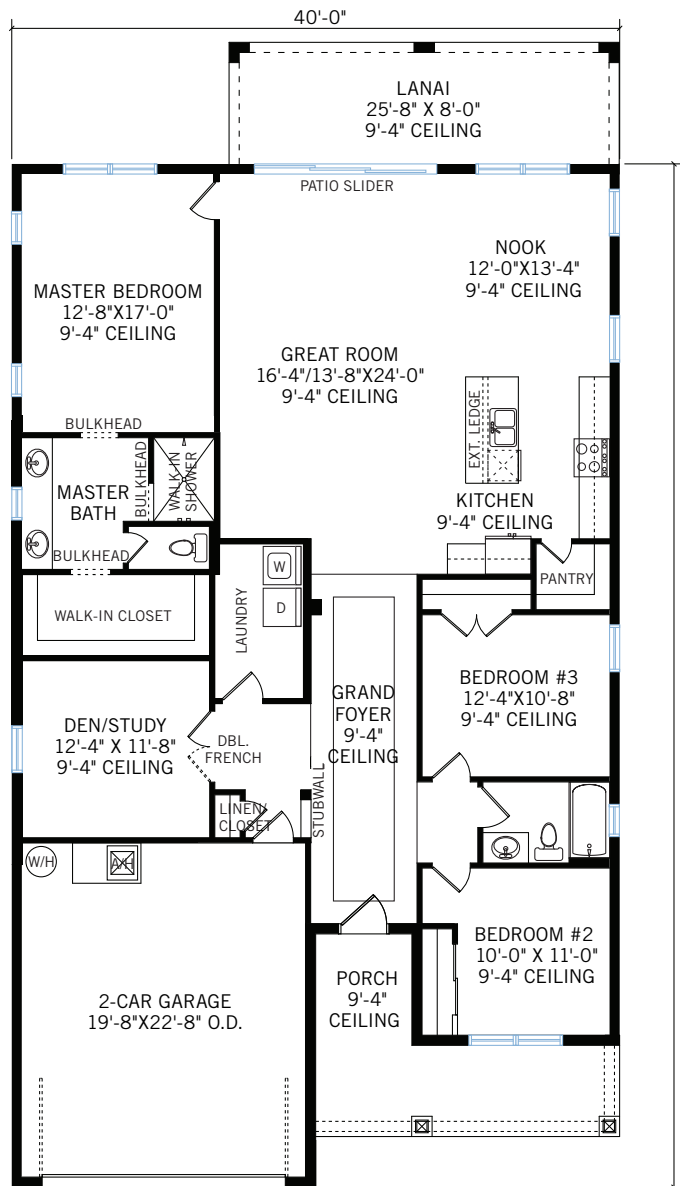 40'-0"
LANAI
25'-8" X 8'-0"
9'-4" CEILING
PATIO SLIDER
NOOK
12'-0"X13'-4"
9'-4" CEILING
MASTER BEDROOM
12'-8"X17'-0"
9'-4" CEILING
GREAT ROOM
16'-4"/13'-8"X24'-0"
9'-4" CEILING
EXT. LEDGE
BULKHEAD
BULKHEAD
WALK-IN
SHOWER
MASTER
BATH
KITCHEN
9'-4" CEILING
BULKHEAD
W
D
PANTRY
LAUNDRY
WALK-IN CLOSET
GRAND
FOYER
9'-4"
CEILING
BEDROOM #3
12'-4"X10'-8"
9'-4" CEILING
DEN/STUDY
12'-4" X 11'-8"
9'-4" CEILING
DBL.
FRENCH
STUBWALL
LINEN/
CLOSET
W/H
A/H
BEDROOM #2
10'-0" X 11'-0"
9'-4" CEILING
PORCH
9'-4"
CEILING
2-CAR GARAGE
19'-8"X22'-8" O.D.